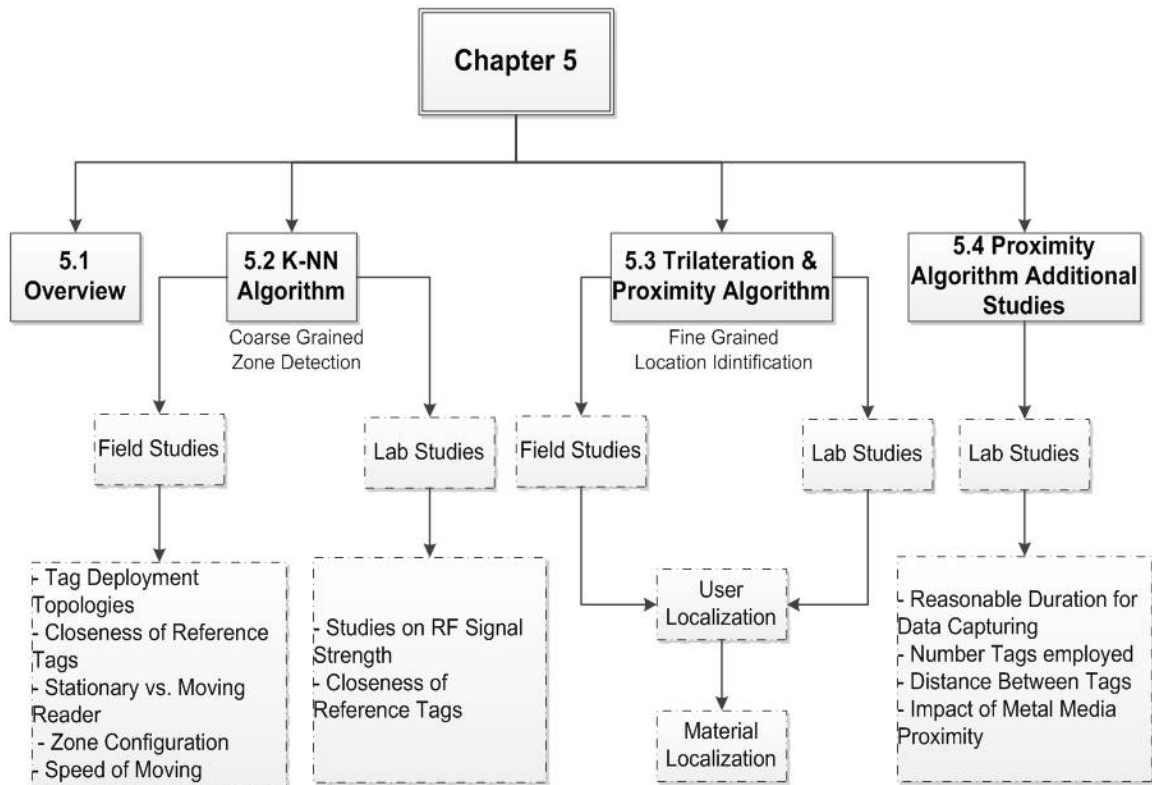 Chapter 5
5.1
Overview
5.2 K-NN
Algorithm
Coarse Grained
Zone Detection
5.3 Trilateration &
Proximity Algorithm
Fine Grained
Location Idintification
5.4 Proximity
Algorithm Additional
Studies
Field Studies
Lab Studies
Field Studies
Lab Studies
Lab Studies
- Tag Deployment
Topologies
- Closeness of Reference
Tags
- Stationary vs. Moving
Reader
- Zone Configuration
- Speed of Moving
- Studies on RF Signal
Strength
- Closeness of
Reference Tags
User
Localization
Material
Localization
- Reasonable Duration for
Data Capturing
- Number Tags employed
- Distance Between Tags
- Impact of Metal Media
Proximity